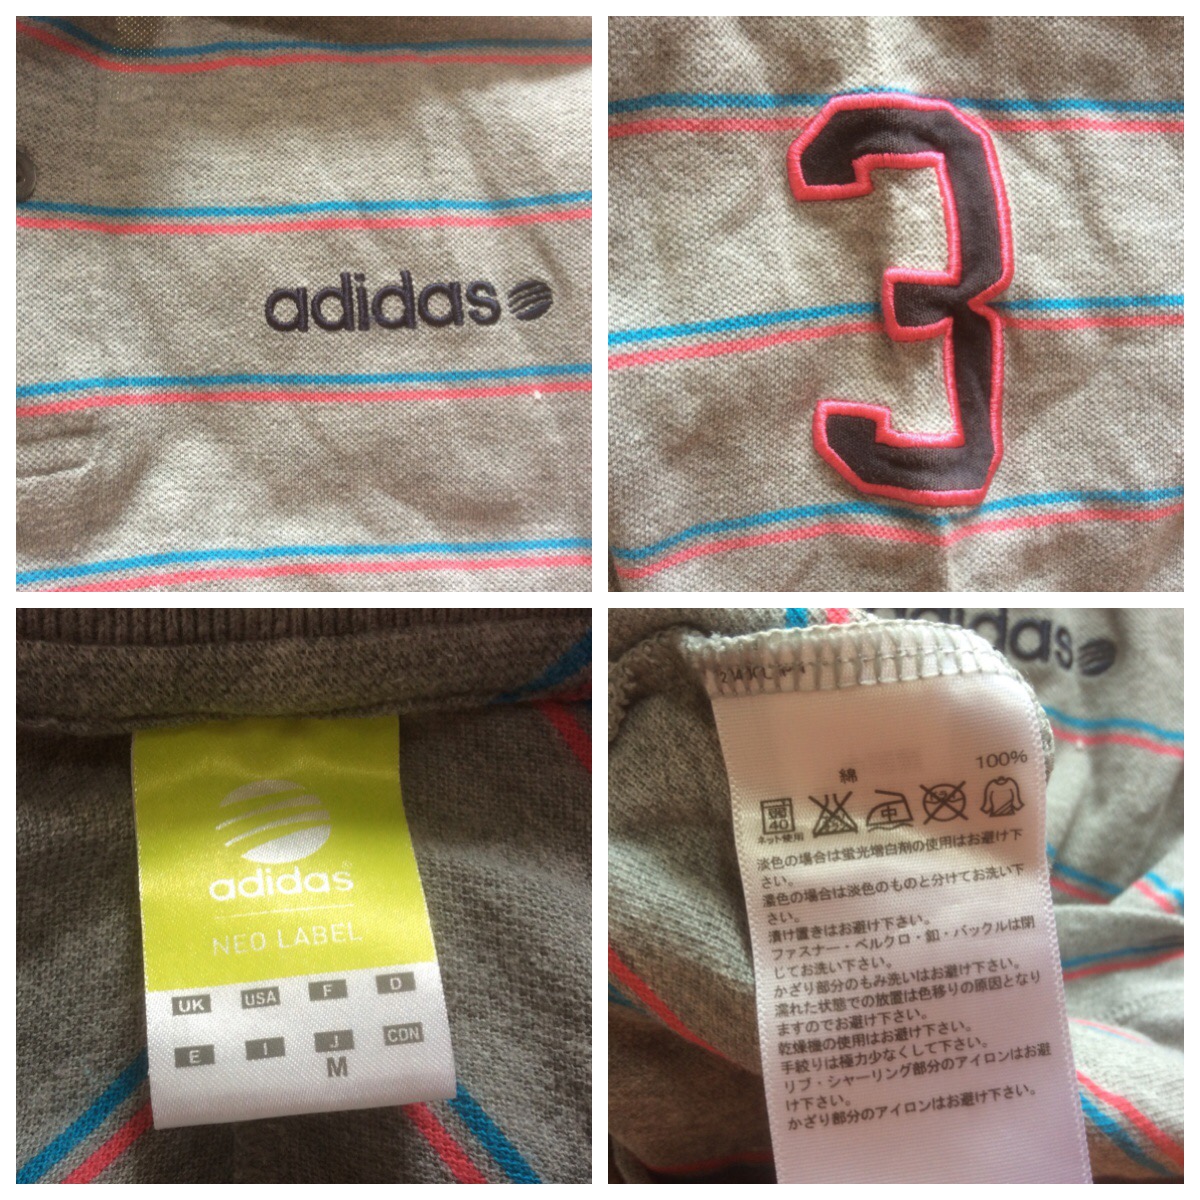 adidas
3
adidas
NEO LABEL
UK USA F D
E I J CON
M
adidas
綿 100%
40
ネット使用
中
淡色の場合は蛍光増白剤の使用はお避け下
さい。
濃色の場合は淡色のものと分けてお洗い下
さい。
漬け置きはお避け下さい。
ファスナー・ベルクロ・釦・バックルは閉
じてお洗い下さい。
かざり部分のもみ洗いはお避け下さい。
濡れた状態での放置は色移りの原因となり
ますのでお避け下さい。
乾燥機の使用はお避け下さい。
手絞りは極力少なくして下さい。
リブ・シャーリング部分のアイロンはお避
け下さい。
かざり部分のアイロンはお避け下さい。